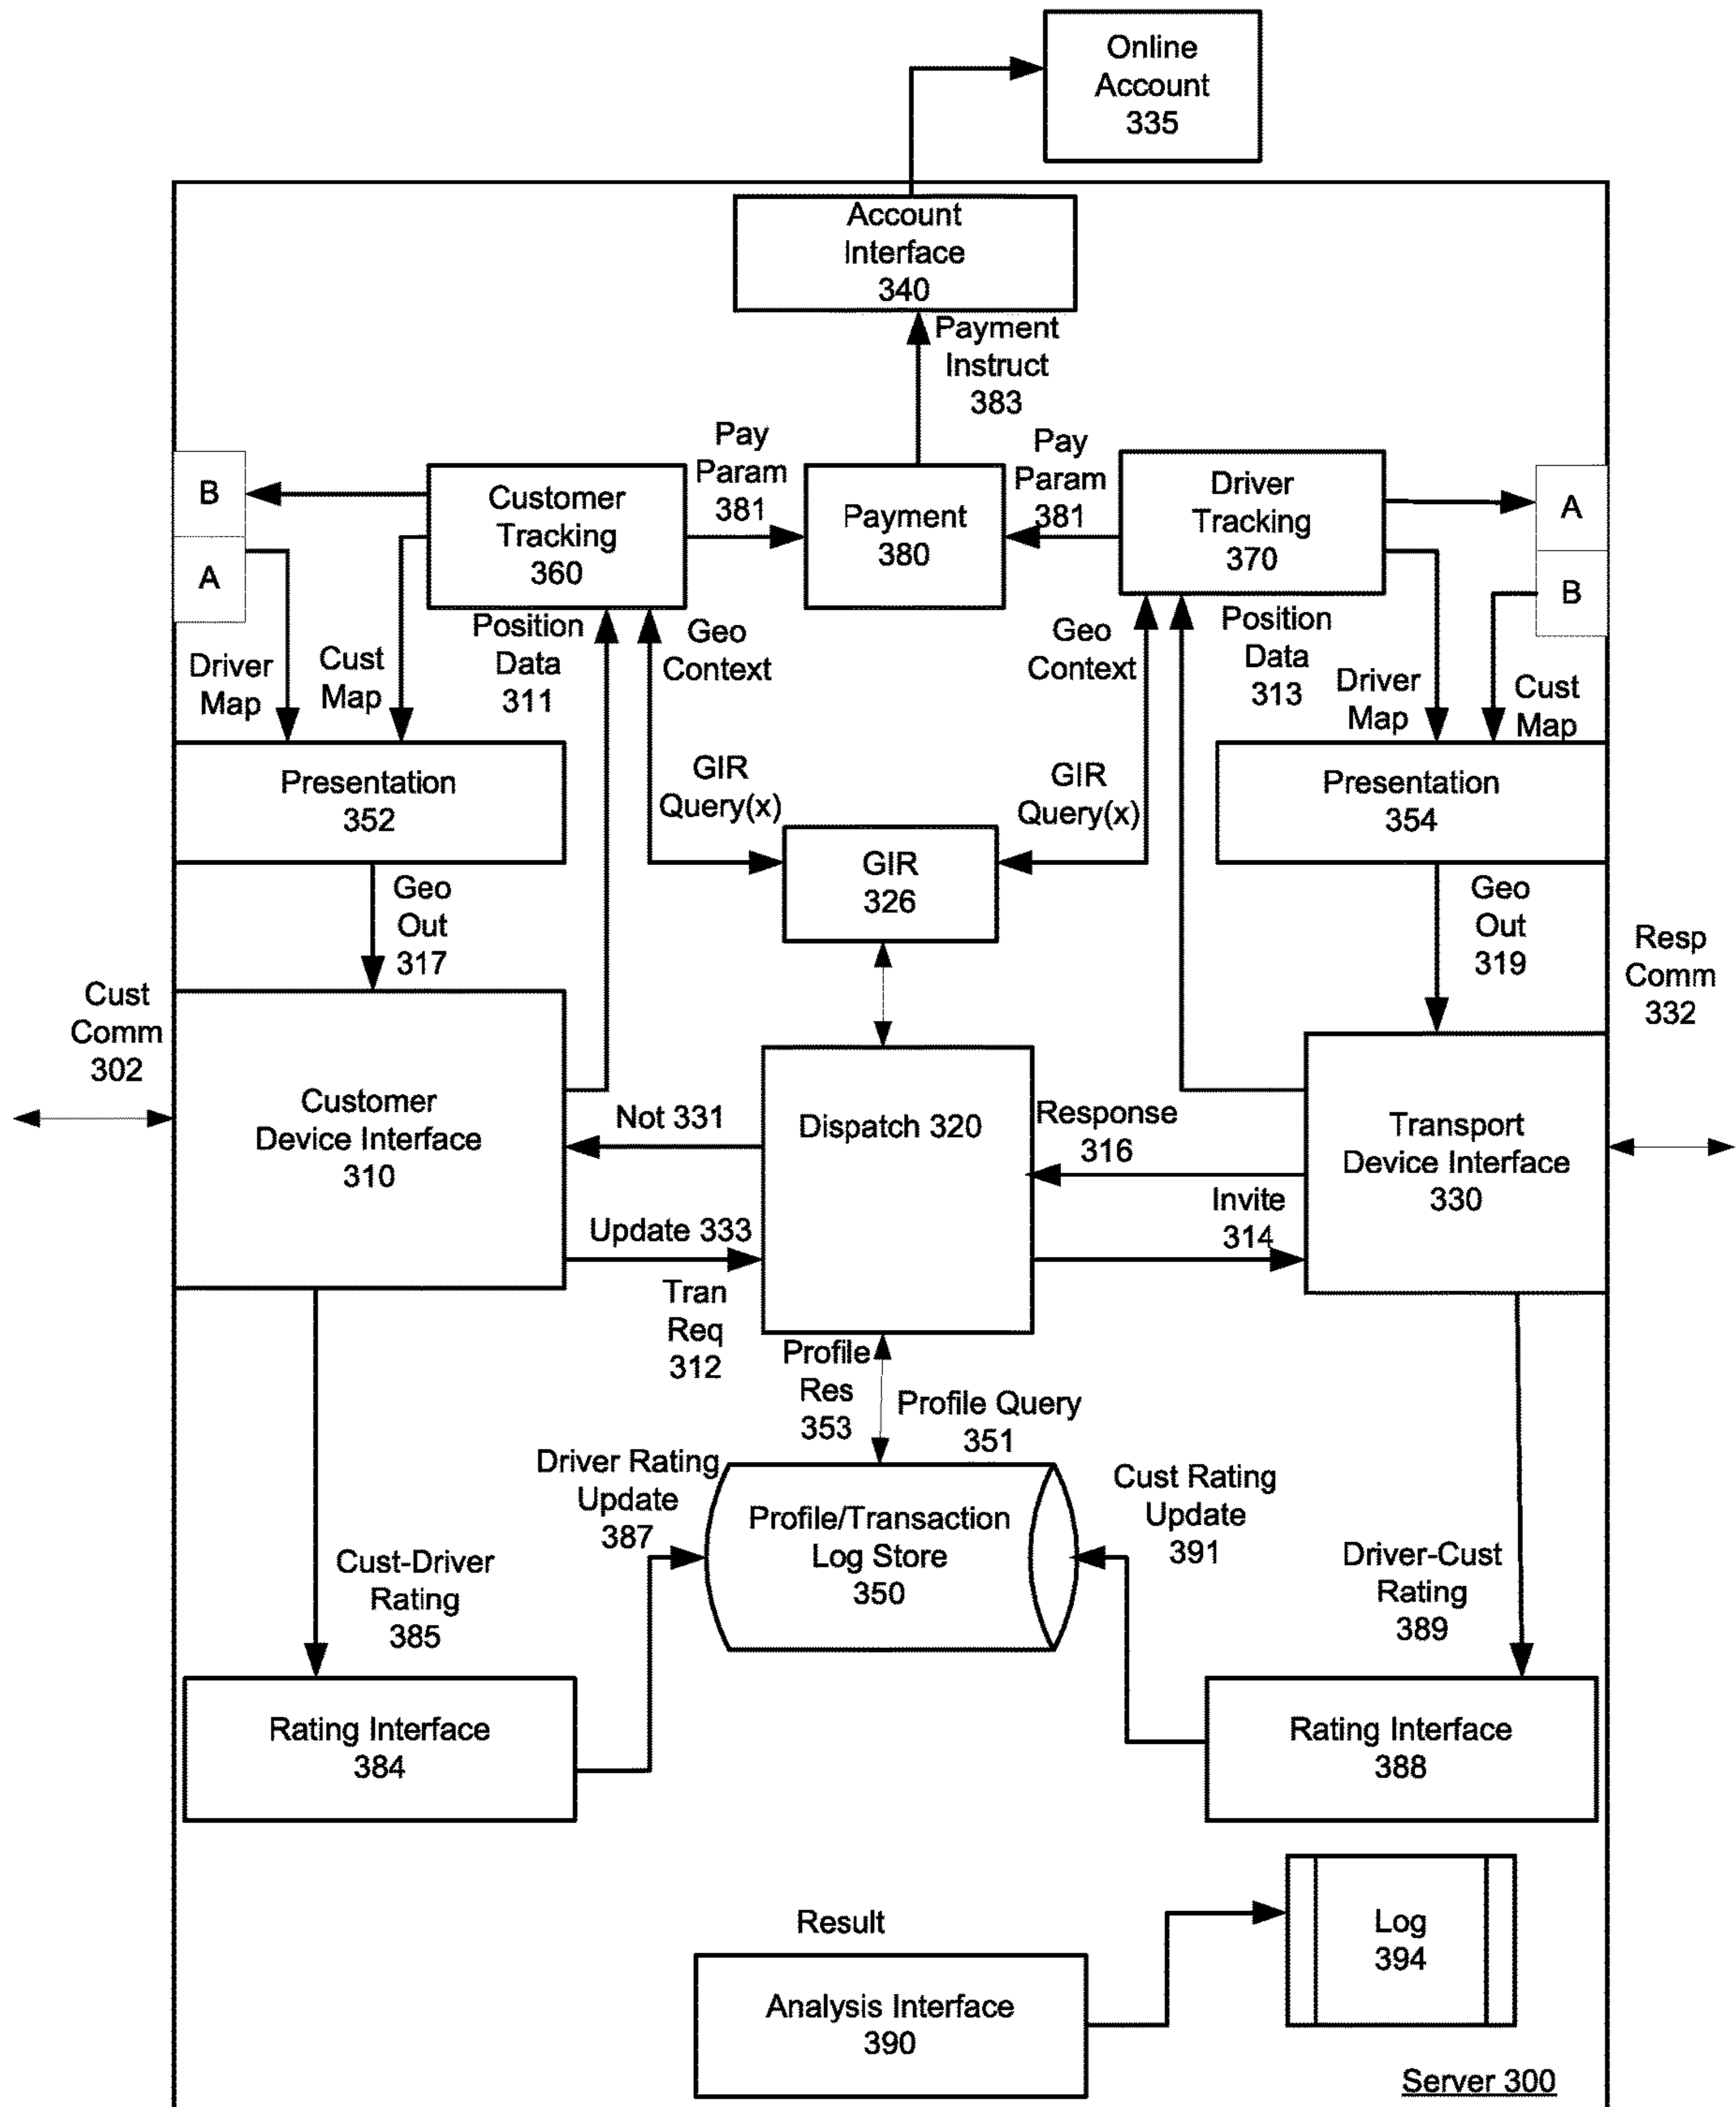 Online
Account
335
Account
Interface
340
Payment
Instruct
383
Pay
Param
381
Pay
Param
381
B
A
Customer
Tracking
360
Payment
380
Driver
Tracking
370
A
B
Driver
Map
Cust
Map
Position
Data
311
Geo
Context
Geo
Context
Position
Data
313
Driver
Map
Cust
Map
Presentation
352
GIR
Query(x)
GIR
Query(x)
Presentation
354
GIR
326
Geo
Out
317
Geo
Out
319
Cust
Comm
302
Resp
Comm
332
Customer
Device Interface
310
Not 331
Dispatch 320
Response
316
Transport
Device Interface
330
Update 333
Invite
314
Tran
Req
312
Profile
Res
353
Profile Query
351
Driver Rating
Update
387
Profile/Transaction
Log Store
350
Cust Rating
Update
391
Cust-Driver
Rating
385
Driver-Cust
Rating
389
Rating Interface
384
Rating Interface
388
Result
Log
394
Analysis Interface
390
Server 300